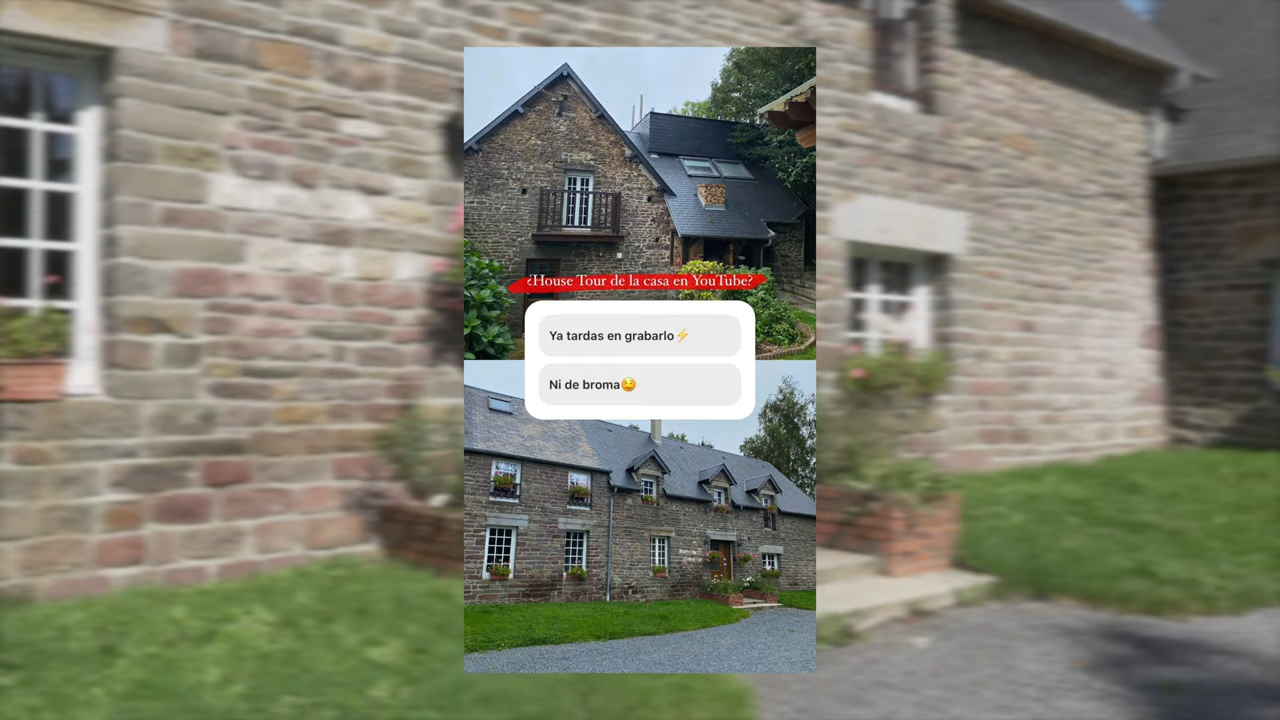 ¿House Tour de la casa en YouTube?
Ya tardas en grabarlo⚡
Ni de broma😆